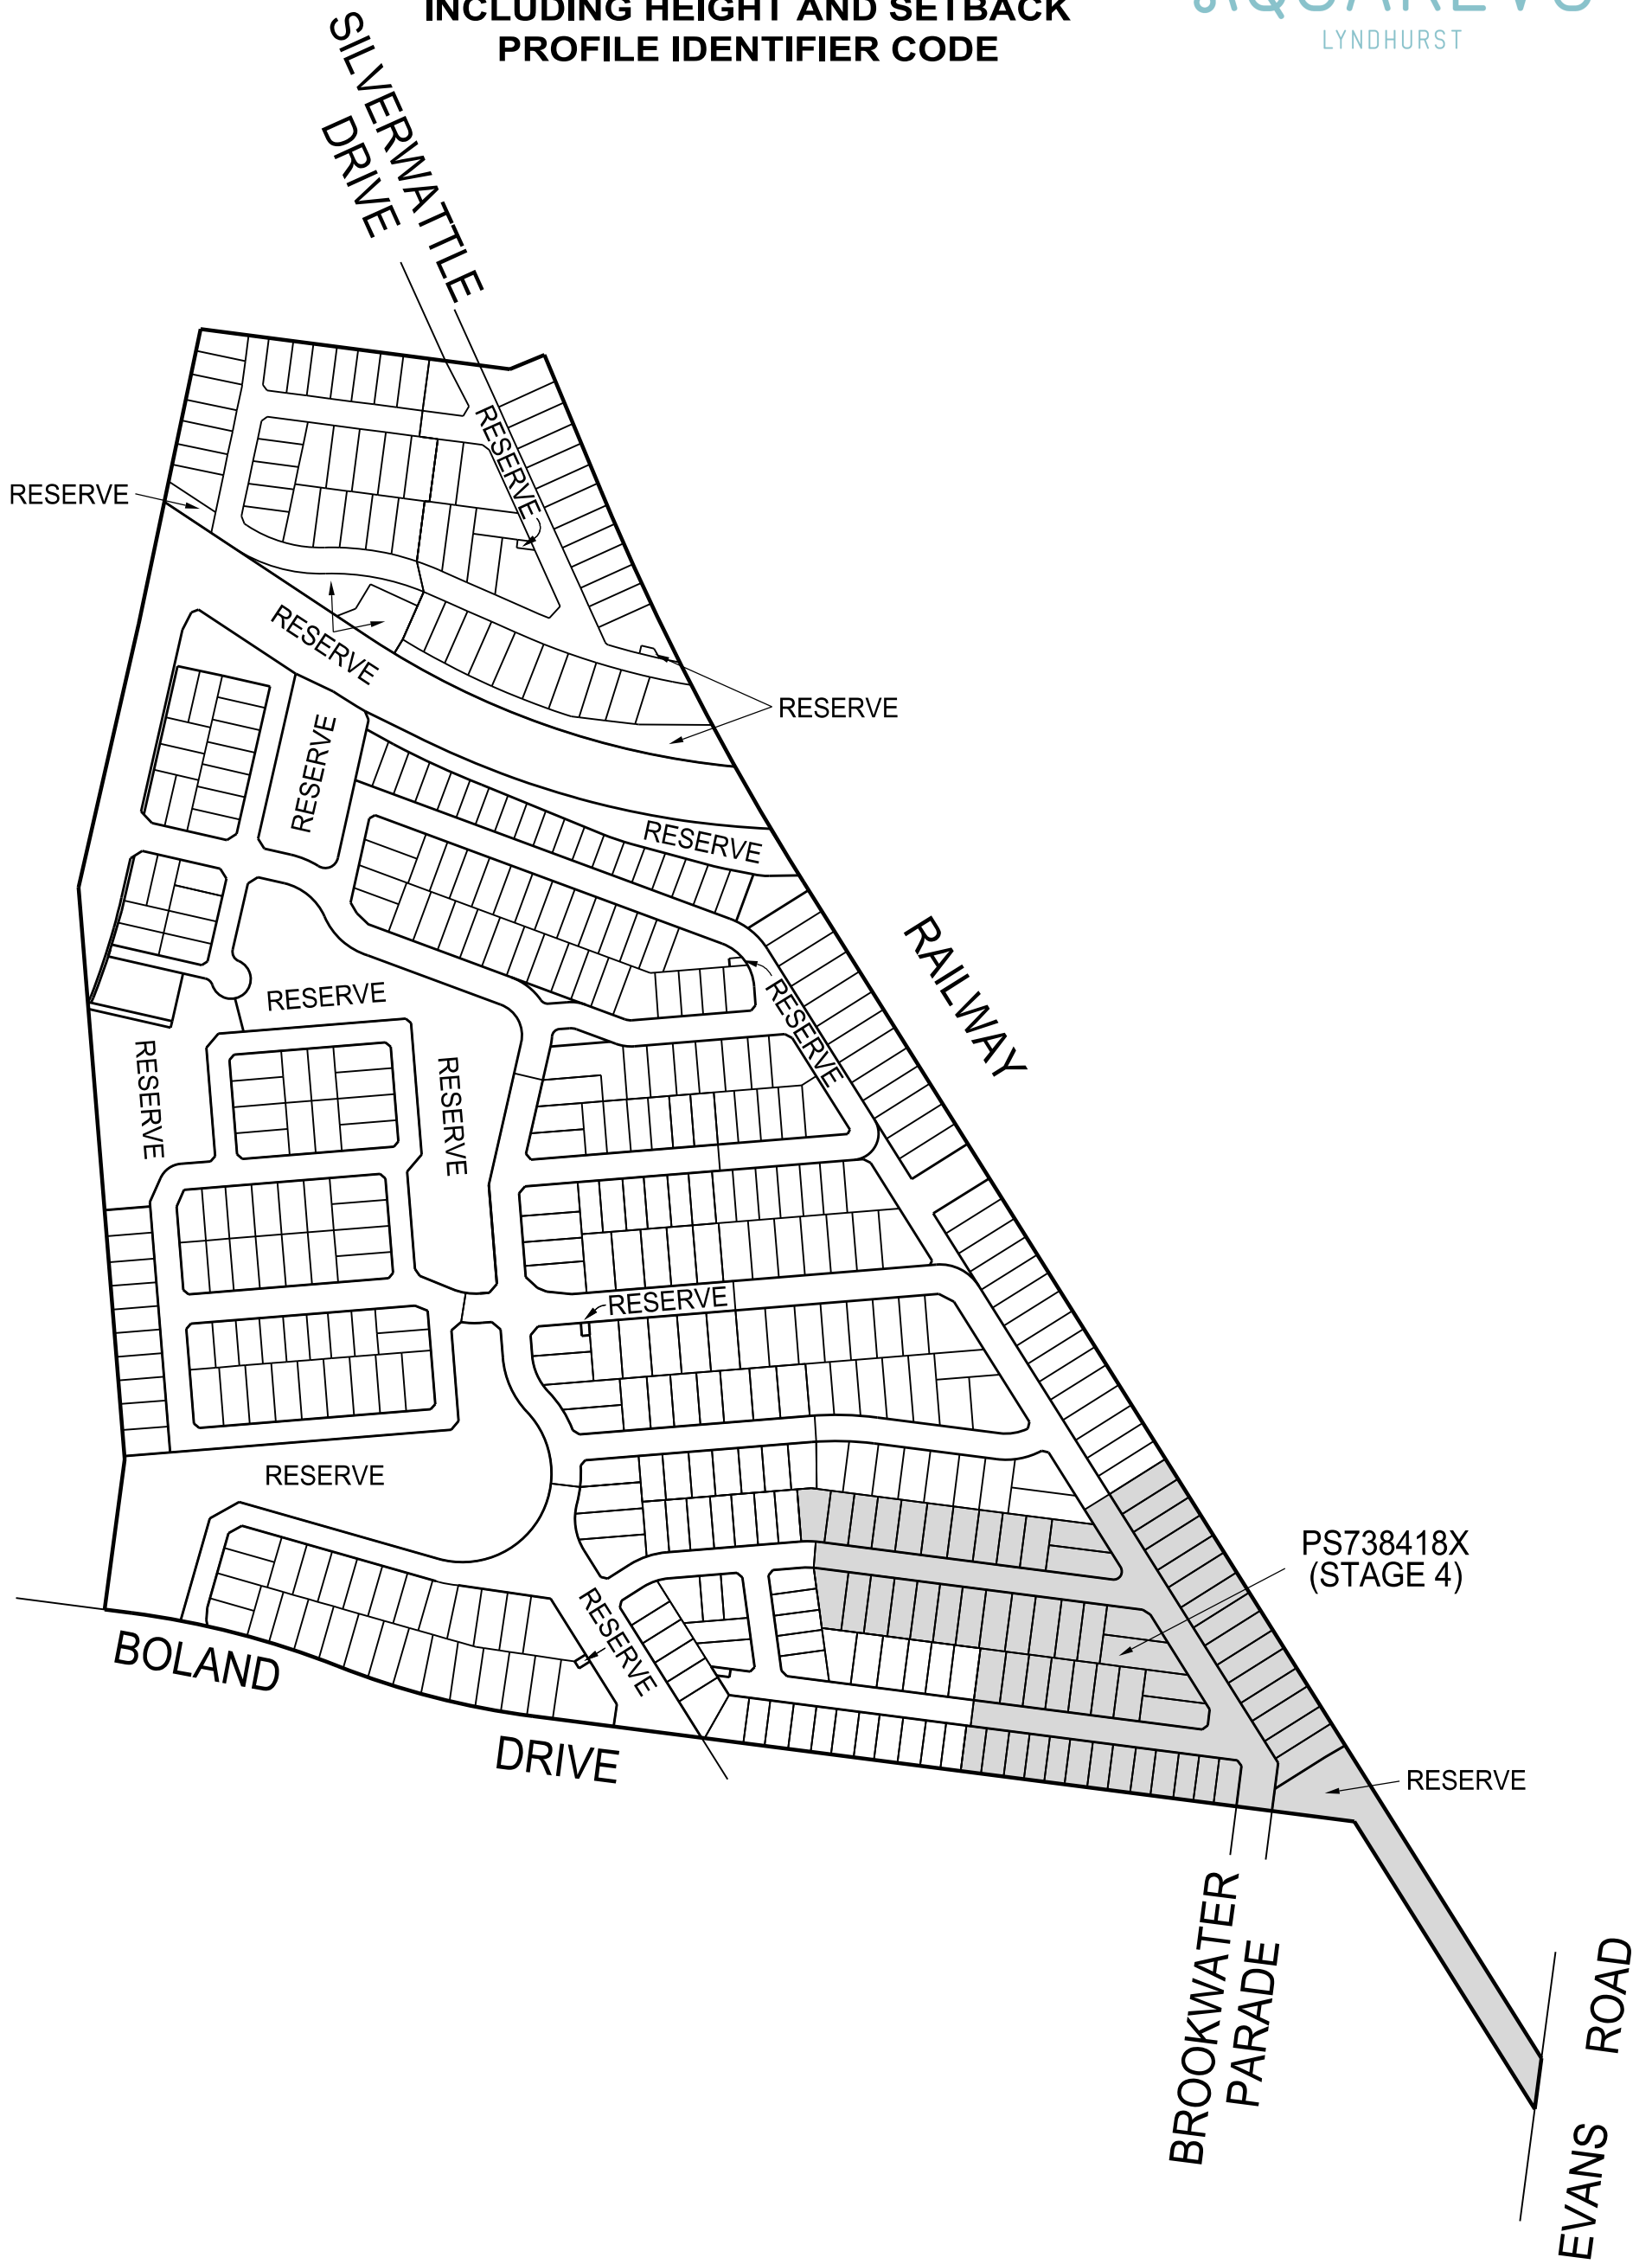 INCLUDING HEIGHT AND SETBACK
PROFILE IDENTIFIER CODE
AQUAREVO
LYNDHURST
SILVERWATTLE
DRIVE
RESERVE
RESERVE
RESERVE
RESERVE
RESERVE
RESERVE
RAILWAY
RESERVE
RESERVE
RESERVE
RESERVE
RESERVE
RESERVE
PS738418X
(STAGE 4)
RESERVE
BOLAND
DRIVE
RESERVE
BROOKWATER
PARADE
EVANS ROAD